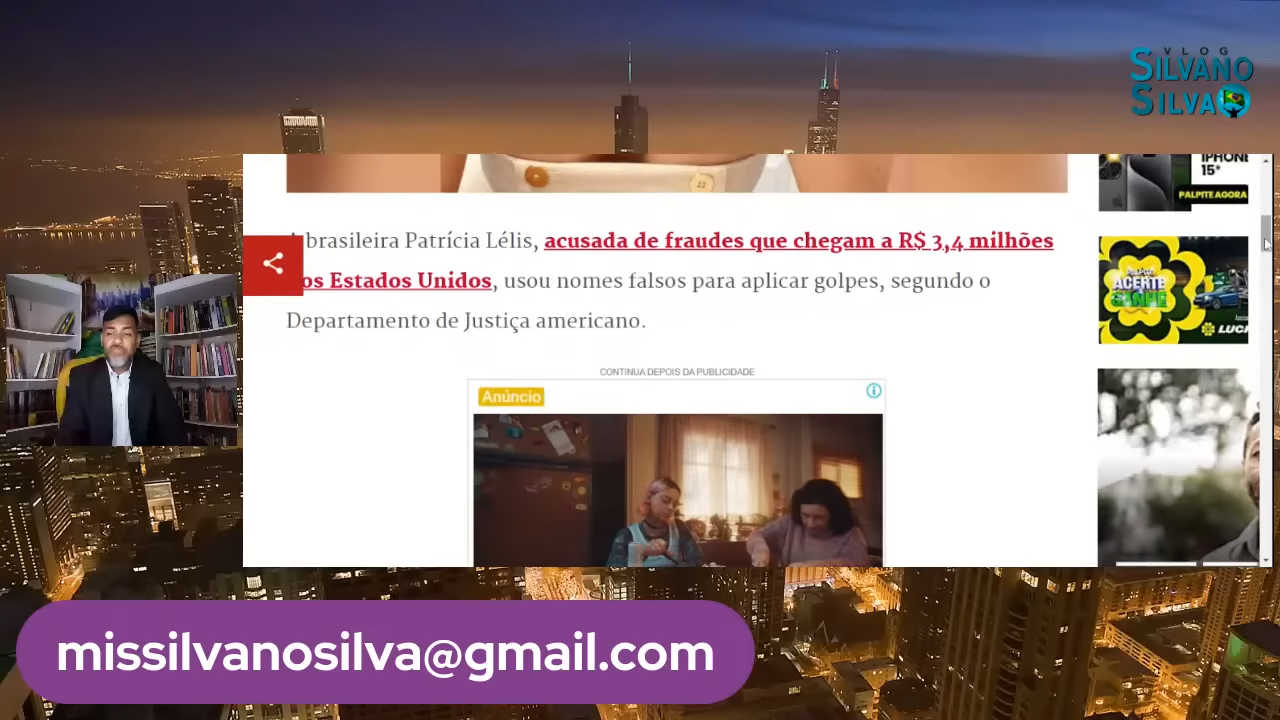 VLOG
SILVANO
SILVA
IPHONE
15*
PALPITE AGORA
brasileira Patrícia Lélis, acusada de fraudes que chegam a R$ 3,4 milhões
os Estados Unidos, usou nomes falsos para aplicar golpes, segundo o
Departamento de Justiça americano.
ACERTE
GANHE
CONTINUA DEPOIS DA PUBLICIDADE
Anúncio
missilvanosilva@gmail.com